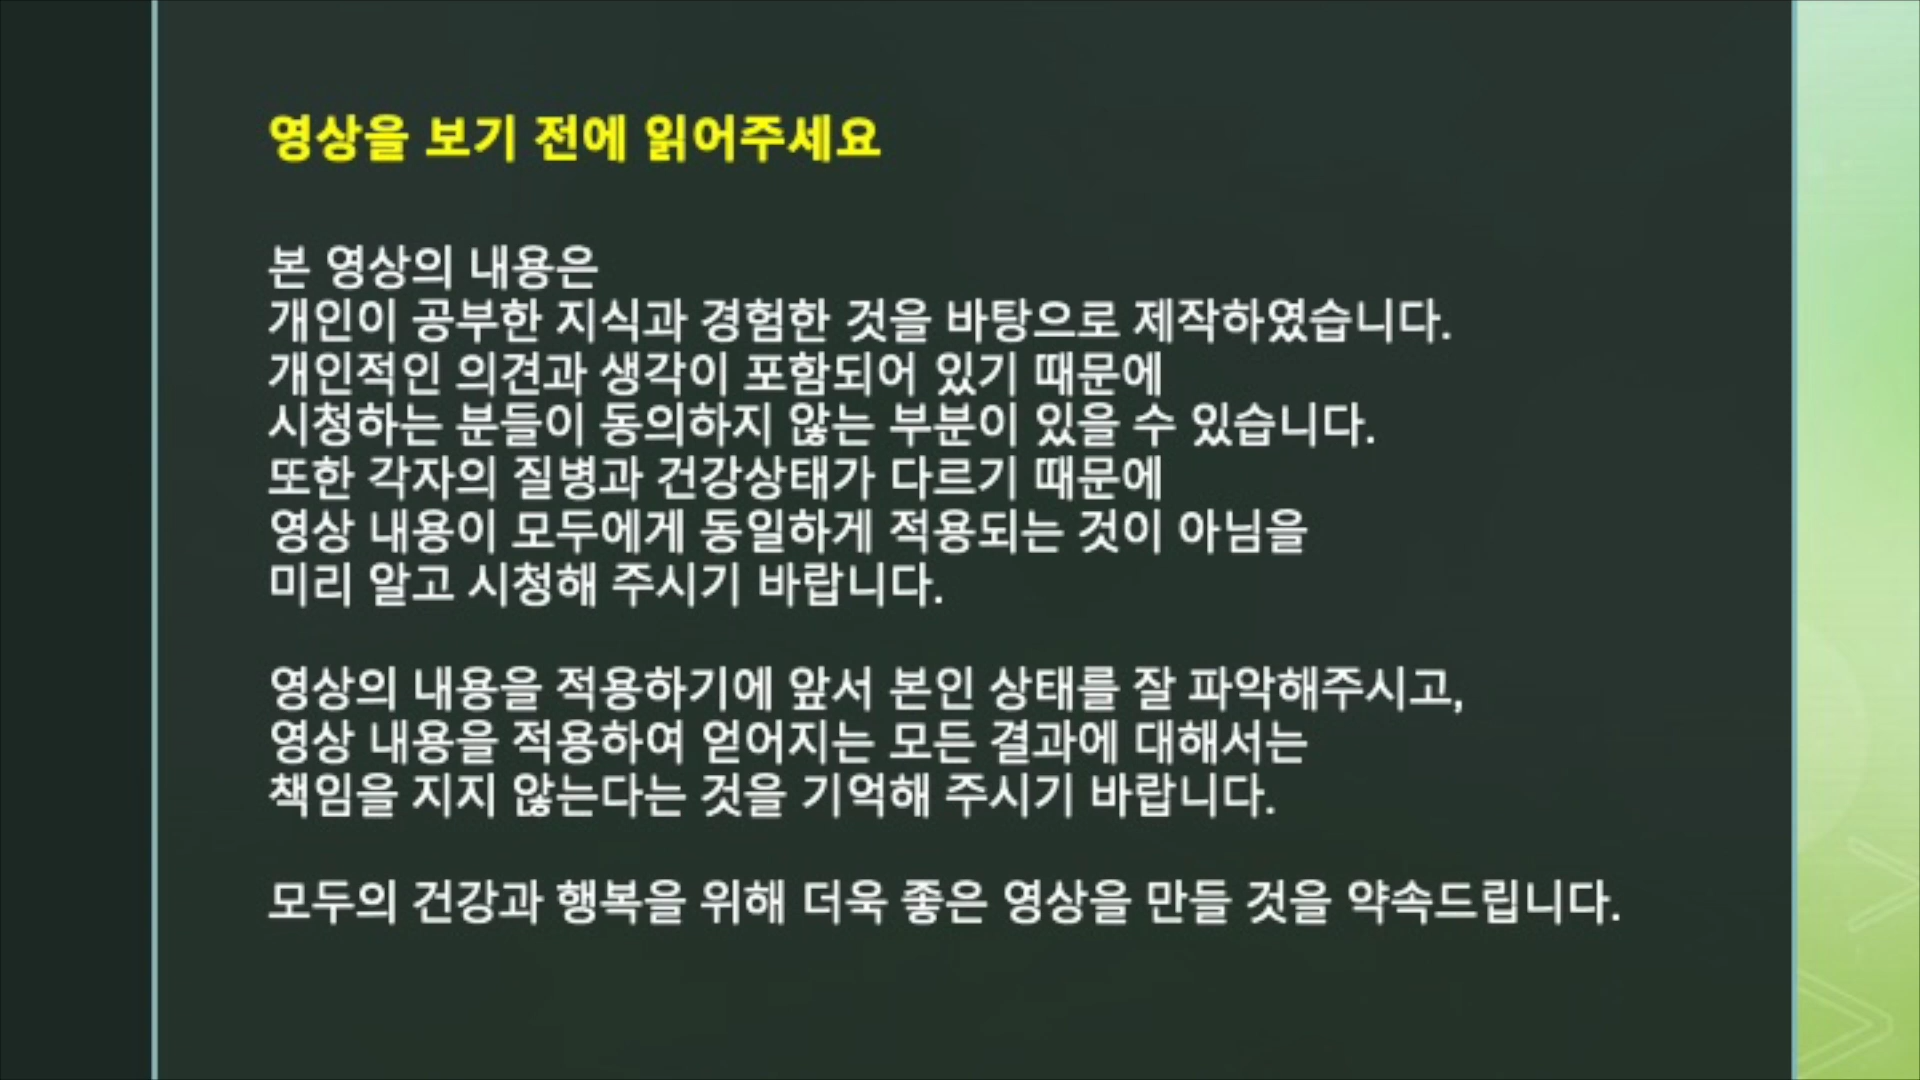 영상을 보기 전에 읽어주세요
본 영상의 내용은
개인이 공부한 지식과 경험한 것을 바탕으로 제작하였습니다.
개인적인 의견과 생각이 포함되어 있기 때문에
시청하는 분들이 동의하지 않는 부분이 있을 수 있습니다.
또한 각자의 질병과 건강상태가 다르기 때문에
영상 내용이 모두에게 동일하게 적용되는 것이 아님을
미리 알고 시청해 주시기 바랍니다.
영상의 내용을 적용하기에 앞서 본인 상태를 잘 파악해주시고,
영상 내용을 적용하여 얻어지는 모든 결과에 대해서는
책임을 지지 않는다는 것을 기억해 주시기 바랍니다.
모두의 건강과 행복을 위해 더욱 좋은 영상을 만들 것을 약속드립니다.